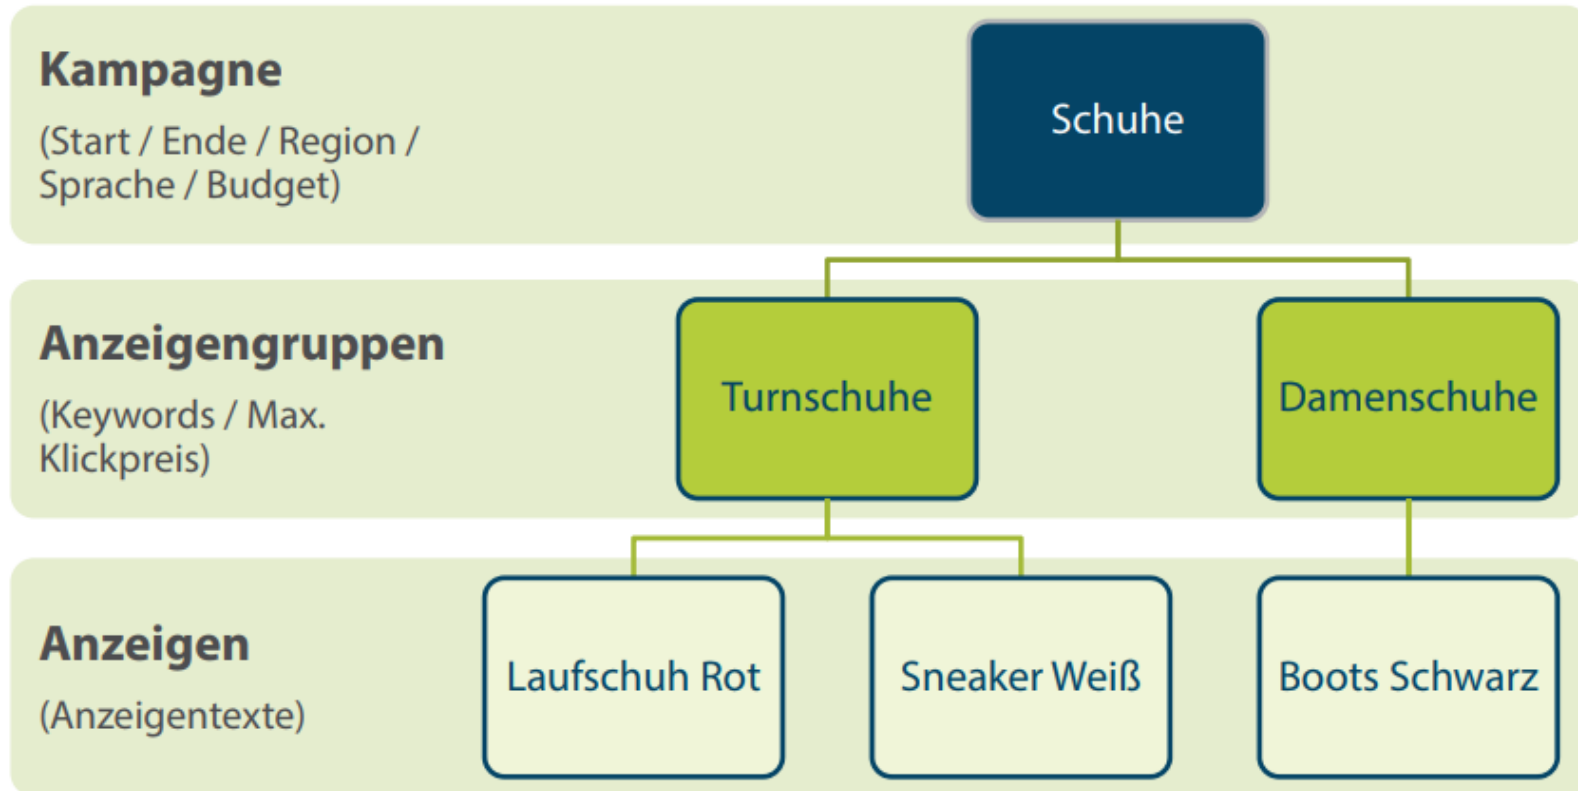 Kampagne
(Start / Ende / Region /
Sprache / Budget)
Schuhe
Anzeigengruppen
(Keywords / Max.
Klickpreis)
Turnschuhe
Damenschuhe
Anzeigen
(Anzeigentexte)
Laufschuh Rot
Sneaker Weiß
Boots Schwarz